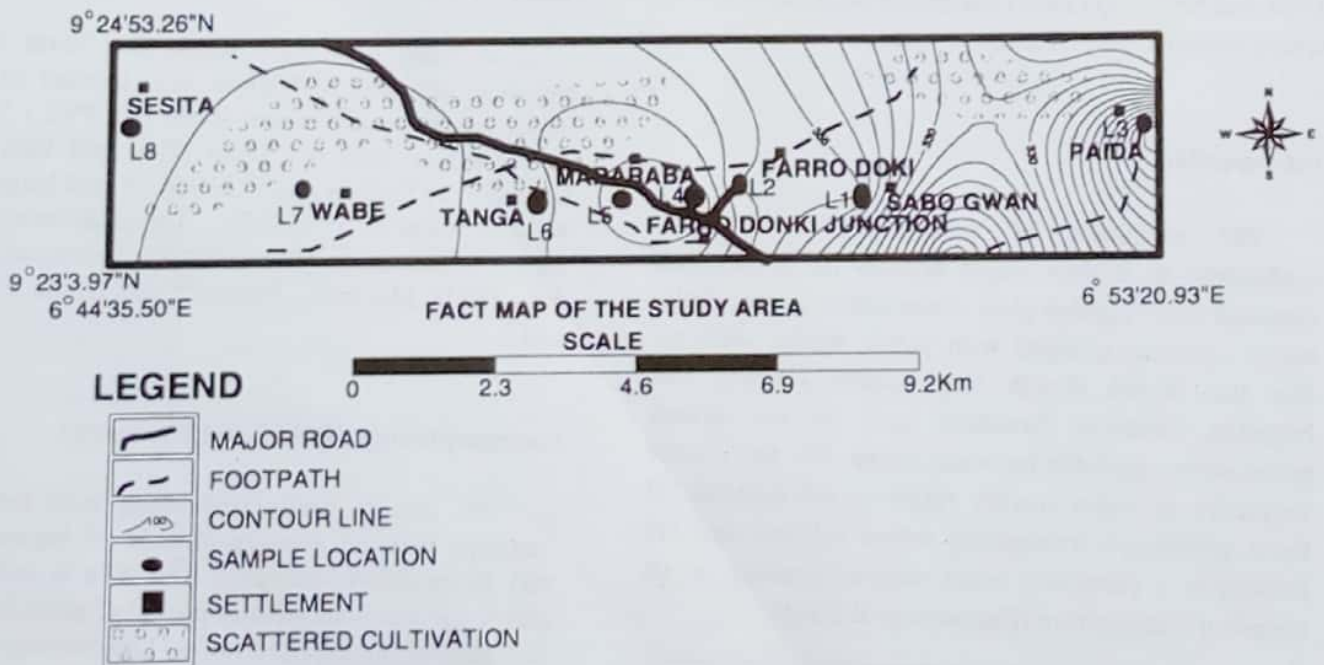 9°24'53.26"N
SESITA
L8
L7
WABE
TANGA
L6
L5
MARARABA
L4
L2
FARRO DOKI
FARRO DONKI JUNCTION
L1
SABO GWAN
L3
PAIDA
N
W
E
S
9°23'3.97"N
6°44'35.50"E
6°53'20.93"E
FACT MAP OF THE STUDY AREA
SCALE
0 2.3 4.6 6.9 9.2Km
LEGEND
MAJOR ROAD
FOOTPATH
100
CONTOUR LINE
SAMPLE LOCATION
SETTLEMENT
SCATTERED CULTIVATION